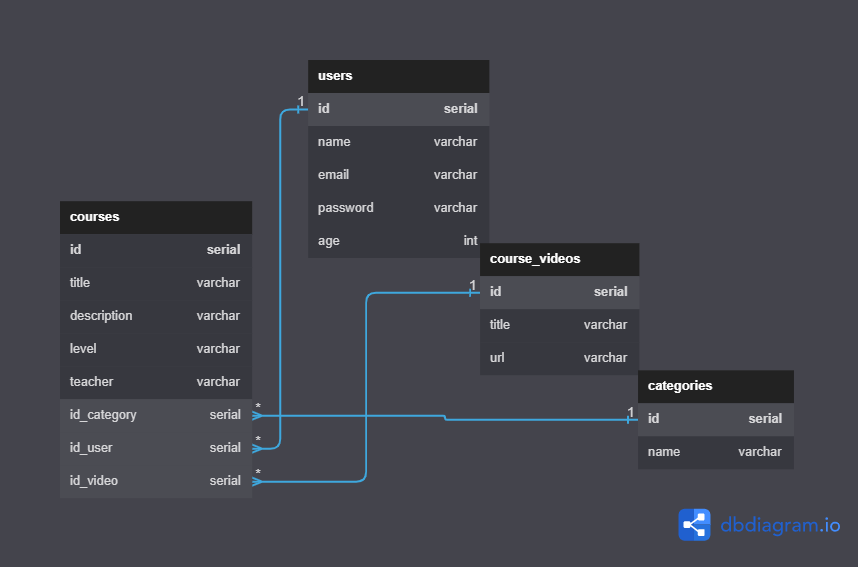 users
1
id serial
name varchar
email varchar
password varchar
age int
courses
id serial
title varchar
description varchar
level varchar
teacher varchar
id_category serial
*
id_user serial
*
id_video serial
*
course_videos
1
id serial
title varchar
url varchar
categories
1
id serial
name varchar
dbdiagram.io